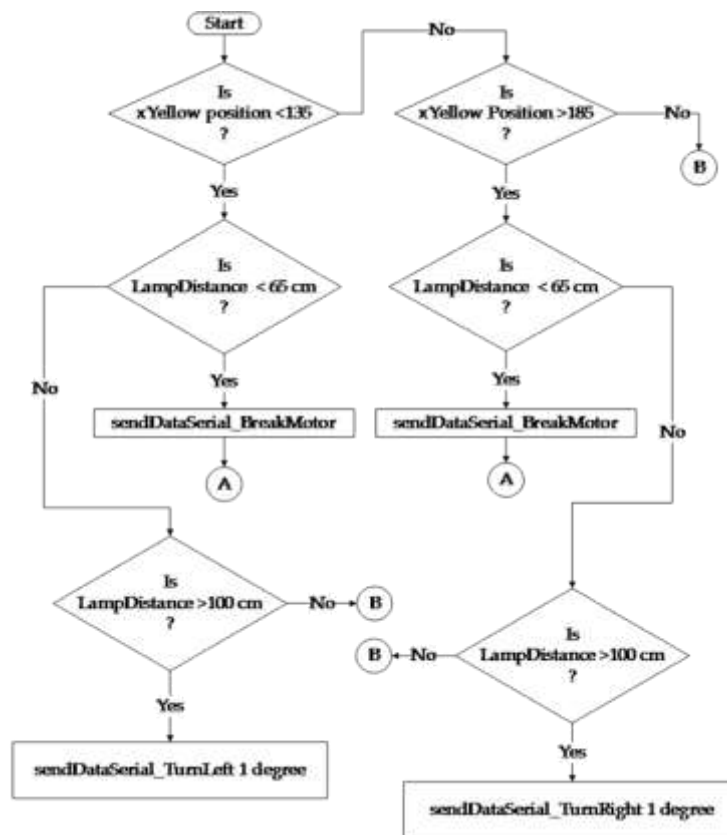 Start
No
Is
xYellow position <135
?
Is
xYellow Position >185
?
No
B
Yes
Yes
Is
LampDistance < 65 cm
?
Is
LampDistance < 65 cm
?
No
Yes
Yes
sendDataSerial_BreakMotor
sendDataSerial_BreakMotor
No
A
A
Is
LampDistance >100 cm
?
No
B
Is
LampDistance >100 cm
?
B
No
Yes
Yes
sendDataSerial_TurnLeft 1 degree
sendDataSerial_TurnRight 1 degree